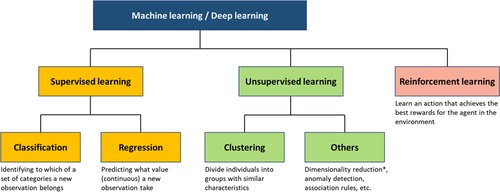 Machine learning / Deep learning
Supervised learning
Unsupervised learning
Reinforcement learning
Learn an action that achieves the
best rewards for the agent in the
environment
Classification
Regression
Clustering
Others
Identifying to which of a
set of categories a new
observation belongs
Predicting what value
(continuous) a new
observation take
Divide individuals into
groups with similar
characteristics
Dimensionality reduction*,
anomaly detection,
association rules, etc.